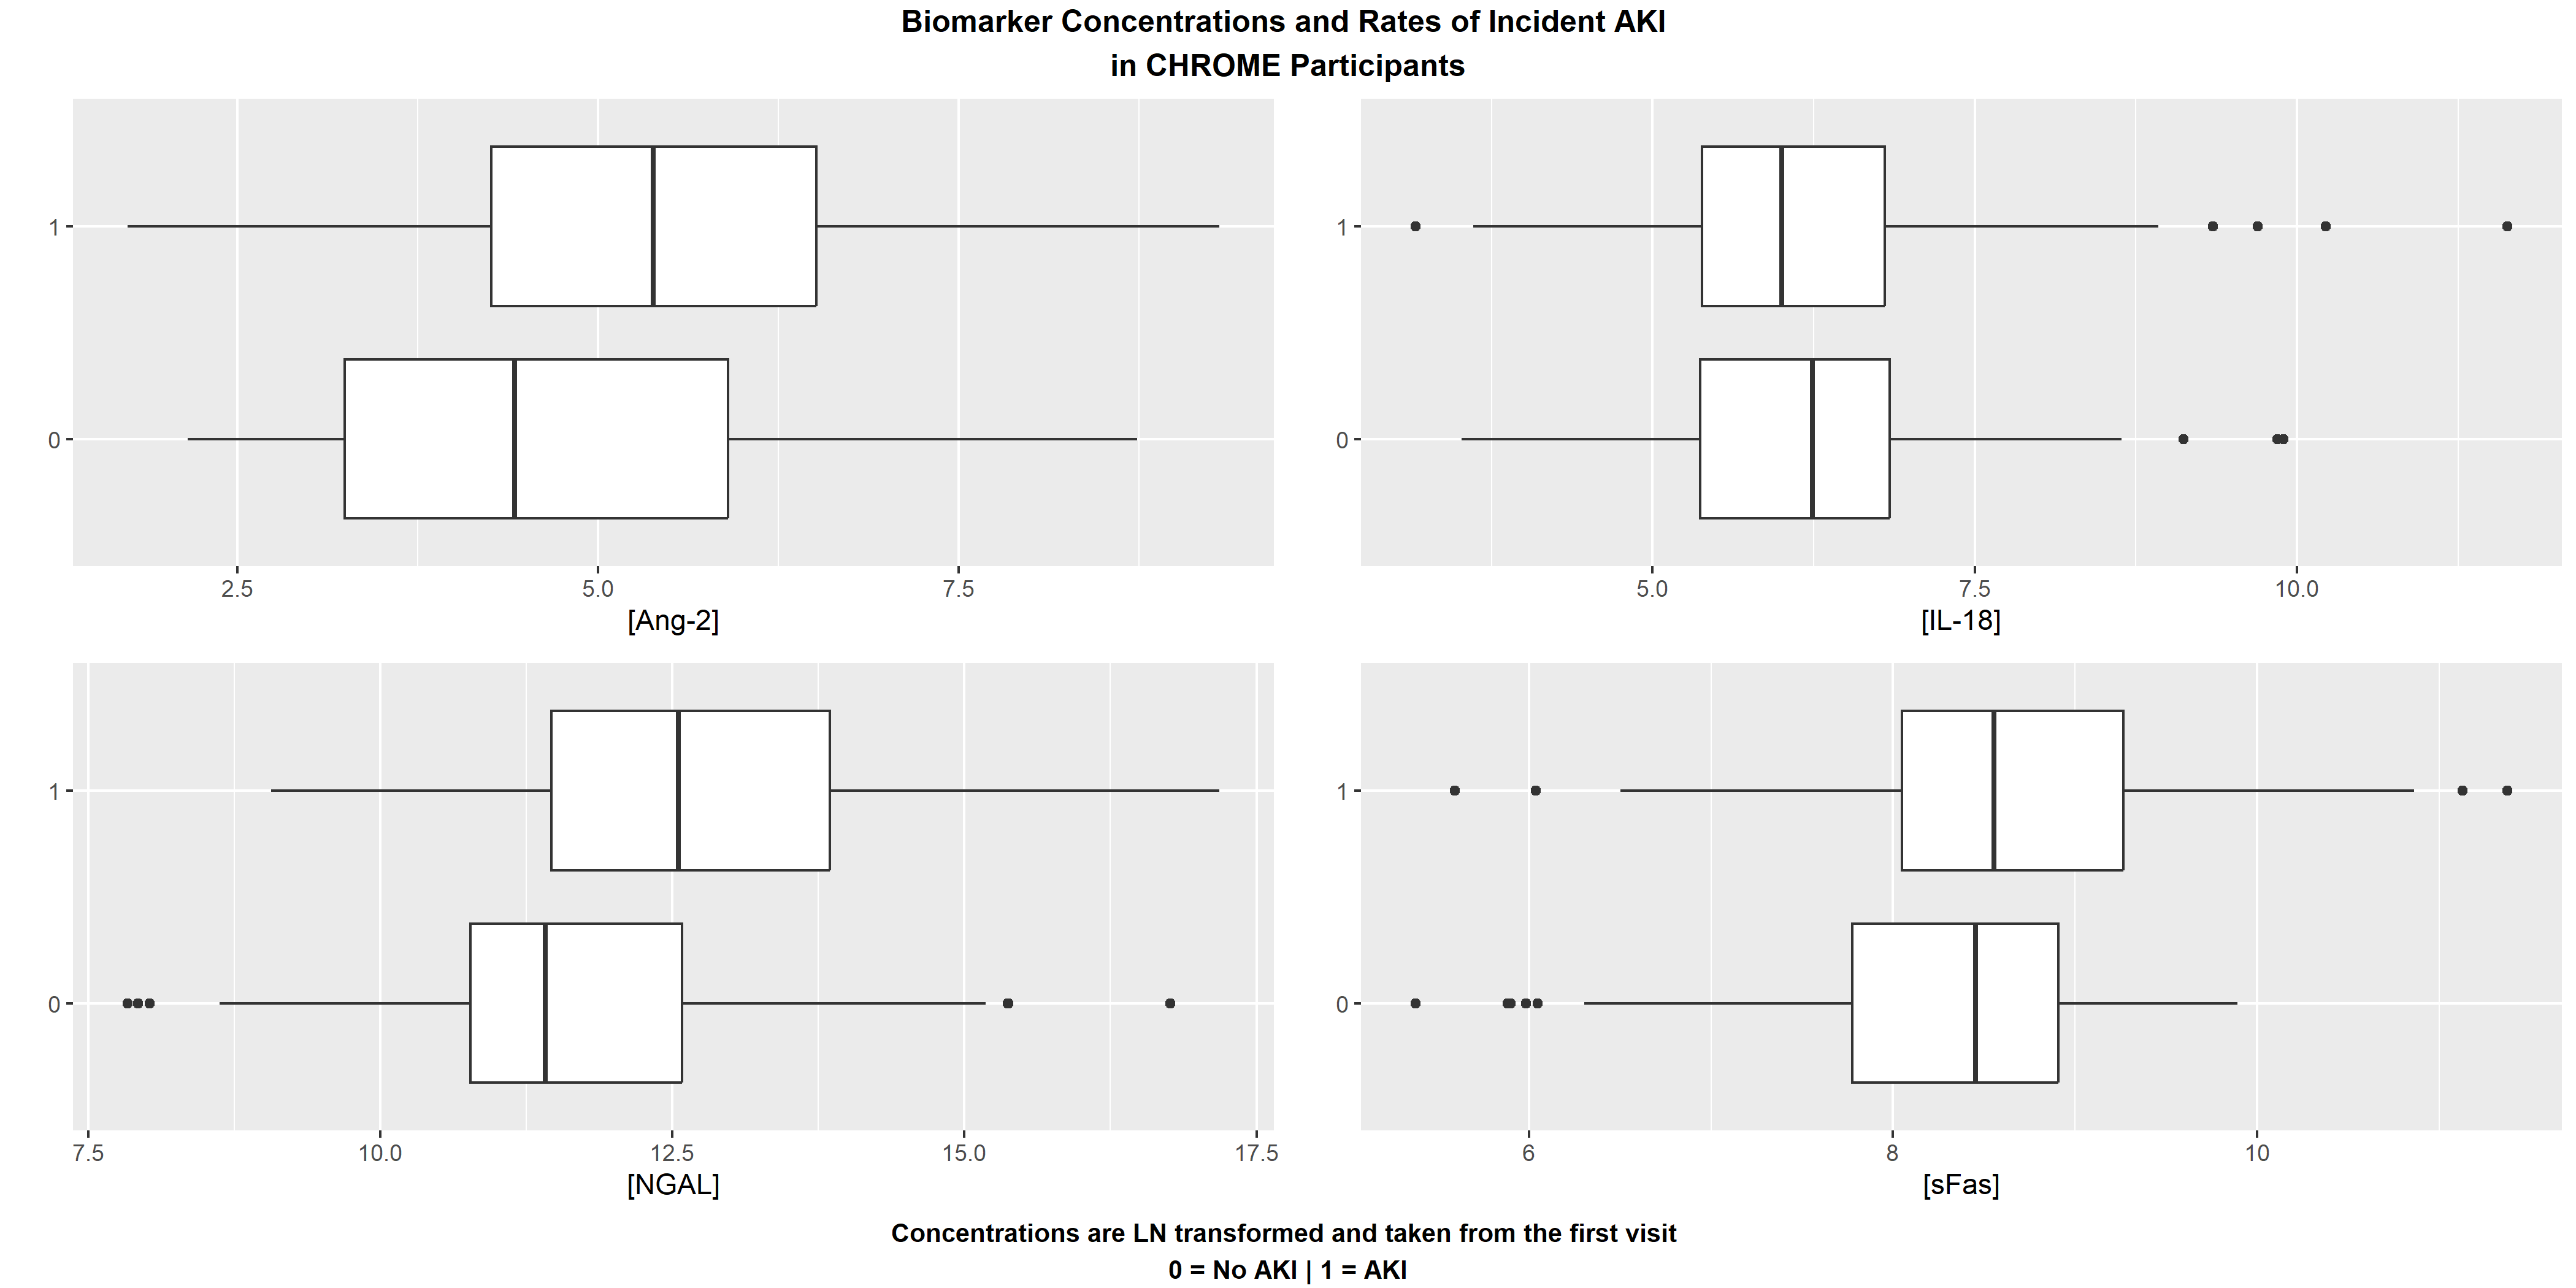 Biomarker Concentrations and Rates of Incident AKI
in CHROME Participants
1
0
2.5 5.0 7.5
[Ang-2]
1
0
5.0 7.5 10.0
[IL-18]
1
0
7.5 10.0 12.5 15.0 17.5
[NGAL]
1
0
6 8 10
[sFas]
Concentrations are LN transformed and taken from the first visit
0 = No AKI | 1 = AKI